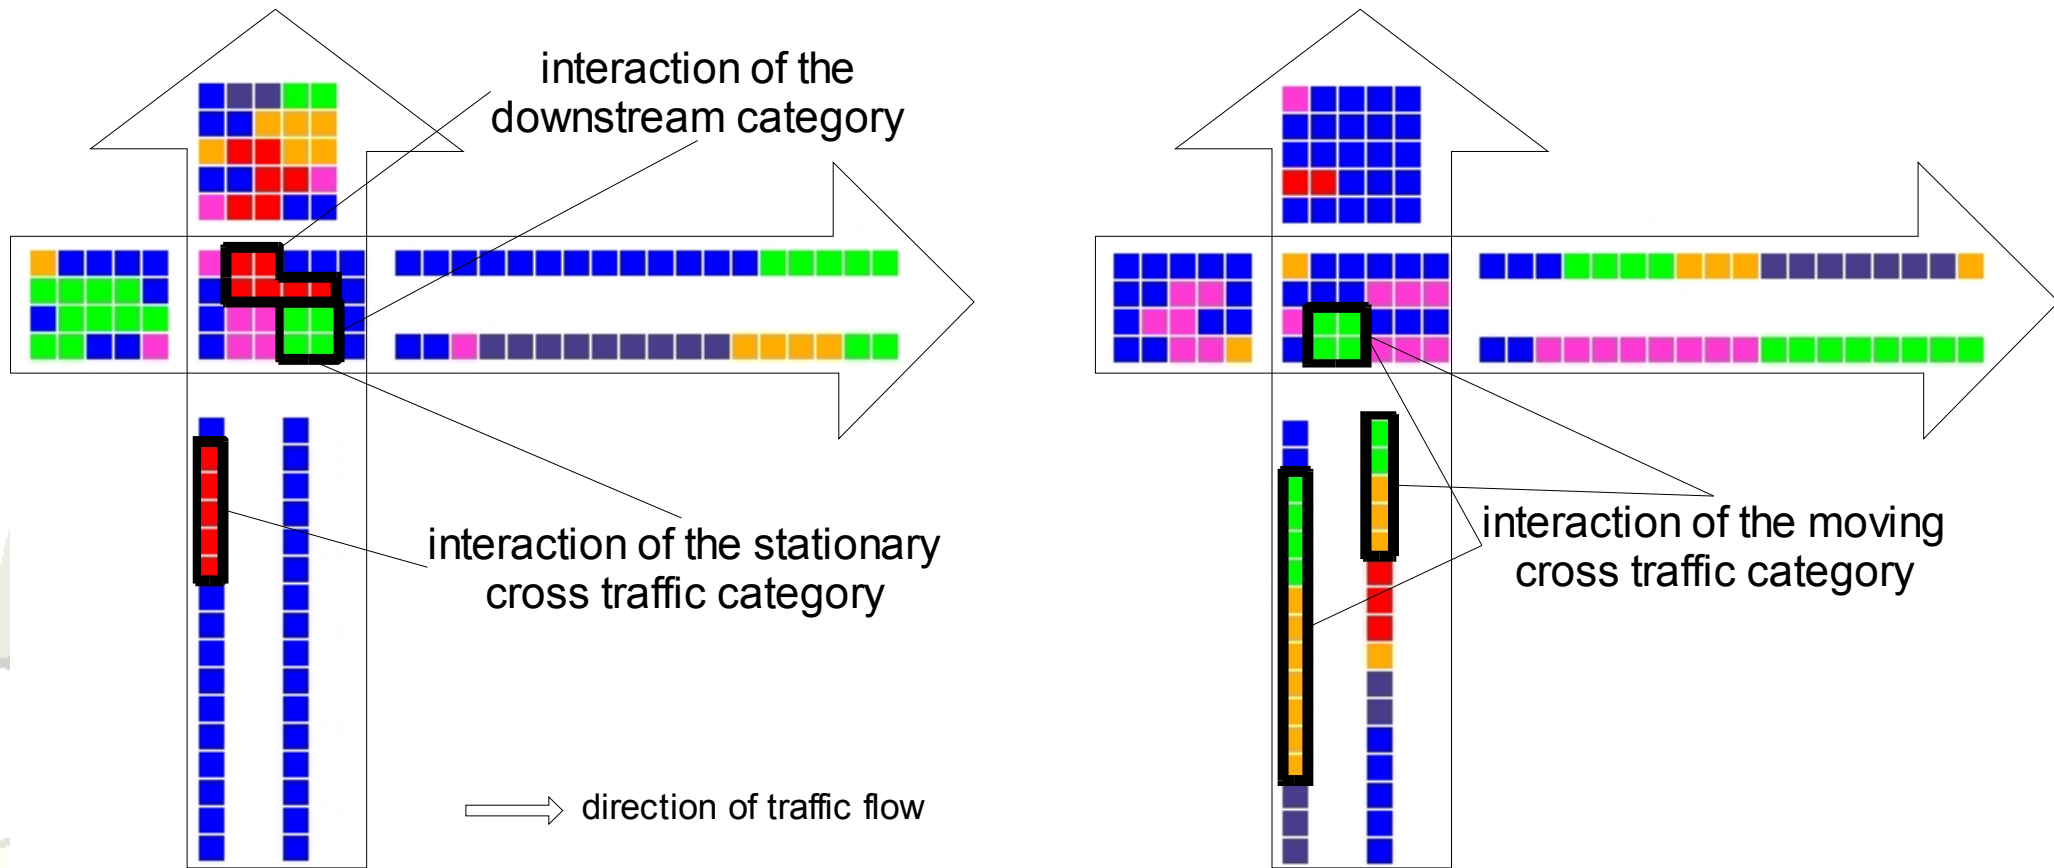 interaction of the
downstream category
interaction of the stationary
cross traffic category
direction of traffic flow
interaction of the moving
cross traffic category